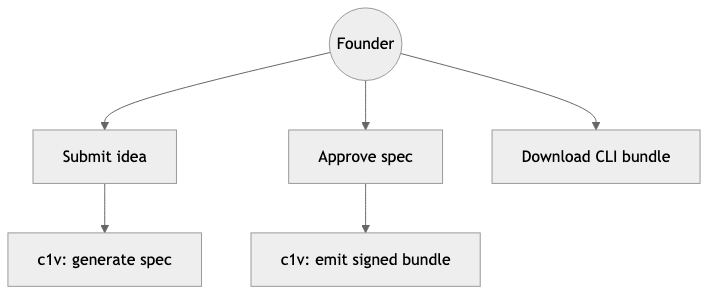 Founder
Submit idea
Approve spec
Download CLI bundle
c1v: generate spec
c1v: emit signed bundle